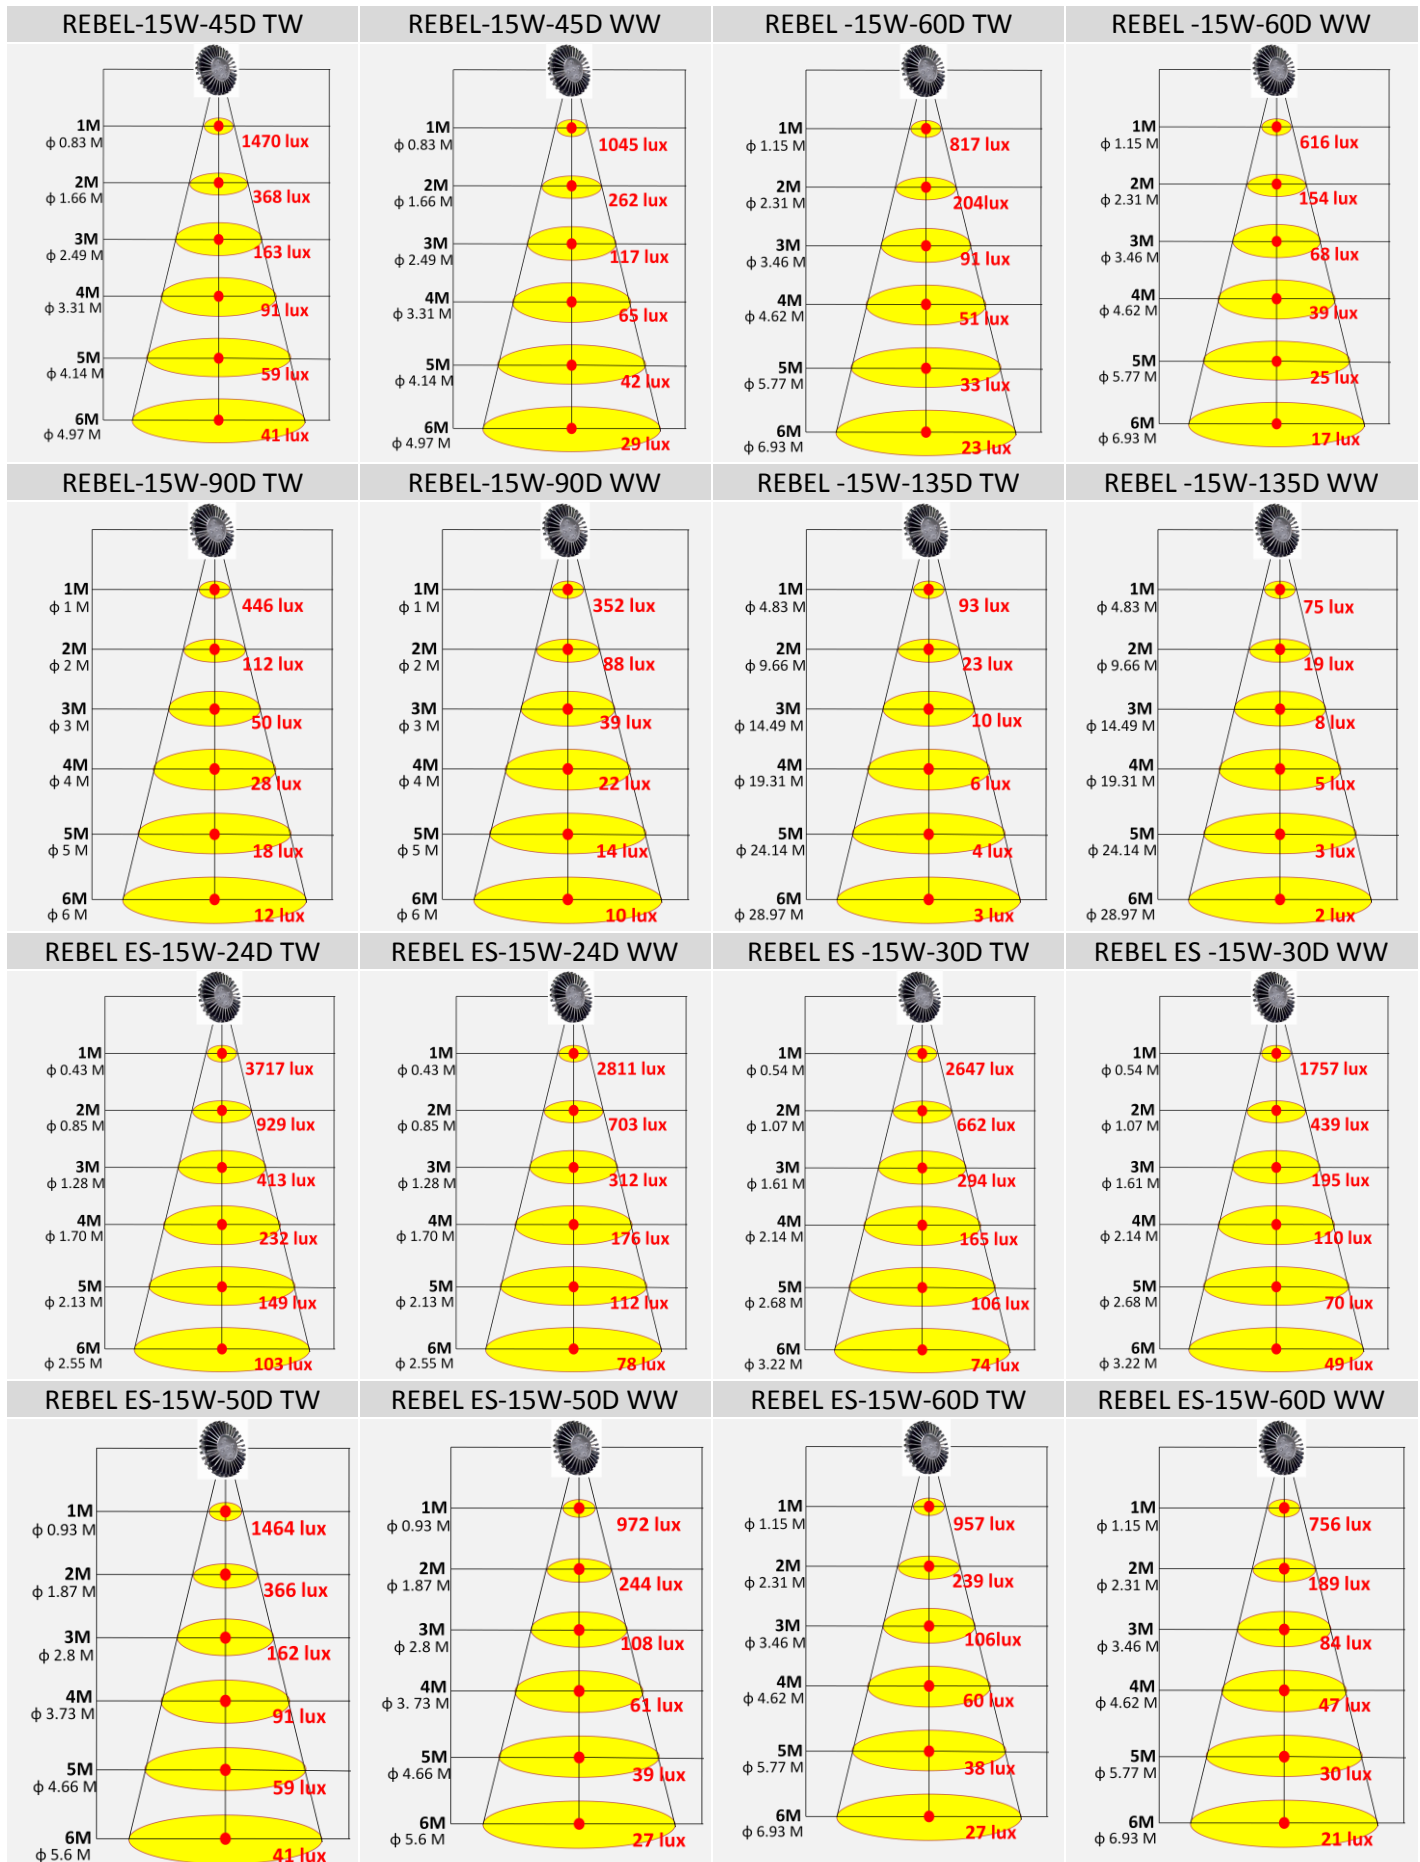 REBEL-15W-45D TW
1M
ϕ 0.83 M
1470 lux
2M
ϕ 1.66 M
368 lux
3M
ϕ 2.49 M
163 lux
4M
ϕ 3.31 M
91 lux
5M
ϕ 4.14 M
59 lux
6M
ϕ 4.97 M
41 lux
REBEL-15W-45D WW
1M
ϕ 0.83 M
1045 lux
2M
ϕ 1.66 M
262 lux
3M
ϕ 2.49 M
117 lux
4M
ϕ 3.31 M
65 lux
5M
ϕ 4.14 M
42 lux
6M
ϕ 4.97 M
29 lux
REBEL -15W-60D TW
1M
ϕ 1.15 M
817 lux
2M
ϕ 2.31 M
204lux
3M
ϕ 3.46 M
91 lux
4M
ϕ 4.62 M
51 lux
5M
ϕ 5.77 M
33 lux
6M
ϕ 6.93 M
23 lux
REBEL -15W-60D WW
1M
ϕ 1.15 M
616 lux
2M
ϕ 2.31 M
154 lux
3M
ϕ 3.46 M
68 lux
4M
ϕ 4.62 M
39 lux
5M
ϕ 5.77 M
25 lux
6M
ϕ 6.93 M
17 lux
REBEL-15W-90D TW
1M
ϕ 1 M
446 lux
2M
ϕ 2 M
112 lux
3M
ϕ 3 M
50 lux
4M
ϕ 4 M
28 lux
5M
ϕ 5 M
18 lux
6M
ϕ 6 M
12 lux
REBEL-15W-90D WW
1M
ϕ 1 M
352 lux
2M
ϕ 2 M
88 lux
3M
ϕ 3 M
39 lux
4M
ϕ 4 M
22 lux
5M
ϕ 5 M
14 lux
6M
ϕ 6 M
10 lux
REBEL -15W-135D TW
1M
ϕ 4.83 M
93 lux
2M
ϕ 9.66 M
23 lux
3M
ϕ 14.49 M
10 lux
4M
ϕ 19.31 M
6 lux
5M
ϕ 24.14 M
4 lux
6M
ϕ 28.97 M
3 lux
REBEL -15W-135D WW
1M
ϕ 4.83 M
75 lux
2M
ϕ 9.66 M
19 lux
3M
ϕ 14.49 M
8 lux
4M
ϕ 19.31 M
5 lux
5M
ϕ 24.14 M
3 lux
6M
ϕ 28.97 M
2 lux
REBEL ES-15W-24D TW
1M
ϕ 0.43 M
3717 lux
2M
ϕ 0.85 M
929 lux
3M
ϕ 1.28 M
413 lux
4M
ϕ 1.70 M
232 lux
5M
ϕ 2.13 M
149 lux
6M
ϕ 2.55 M
103 lux
REBEL ES-15W-24D WW
1M
ϕ 0.43 M
2811 lux
2M
ϕ 0.85 M
703 lux
3M
ϕ 1.28 M
312 lux
4M
ϕ 1.70 M
176 lux
5M
ϕ 2.13 M
112 lux
6M
ϕ 2.55 M
78 lux
REBEL ES -15W-30D TW
1M
ϕ 0.54 M
2647 lux
2M
ϕ 1.07 M
662 lux
3M
ϕ 1.61 M
294 lux
4M
ϕ 2.14 M
165 lux
5M
ϕ 2.68 M
106 lux
6M
ϕ 3.22 M
74 lux
REBEL ES -15W-30D WW
1M
ϕ 0.54 M
1757 lux
2M
ϕ 1.07 M
439 lux
3M
ϕ 1.61 M
195 lux
4M
ϕ 2.14 M
110 lux
5M
ϕ 2.68 M
70 lux
6M
ϕ 3.22 M
49 lux
REBEL ES-15W-50D TW
1M
ϕ 0.93 M
1464 lux
2M
ϕ 1.87 M
366 lux
3M
ϕ 2.8 M
162 lux
4M
ϕ 3.73 M
91 lux
5M
ϕ 4.66 M
59 lux
6M
ϕ 5.6 M
41 lux
REBEL ES-15W-50D WW
1M
ϕ 0.93 M
972 lux
2M
ϕ 1.87 M
244 lux
3M
ϕ 2.8 M
108 lux
4M
ϕ 3. 73 M
61 lux
5M
ϕ 4.66 M
39 lux
6M
ϕ 5.6 M
27 lux
REBEL ES-15W-60D TW
1M
ϕ 1.15 M
957 lux
2M
ϕ 2.31 M
239 lux
3M
ϕ 3.46 M
106lux
4M
ϕ 4.62 M
60 lux
5M
ϕ 5.77 M
38 lux
6M
ϕ 6.93 M
27 lux
REBEL ES-15W-60D WW
1M
ϕ 1.15 M
756 lux
2M
ϕ 2.31 M
189 lux
3M
ϕ 3.46 M
84 lux
4M
ϕ 4.62 M
47 lux
5M
ϕ 5.77 M
30 lux
6M
ϕ 6.93 M
21 lux